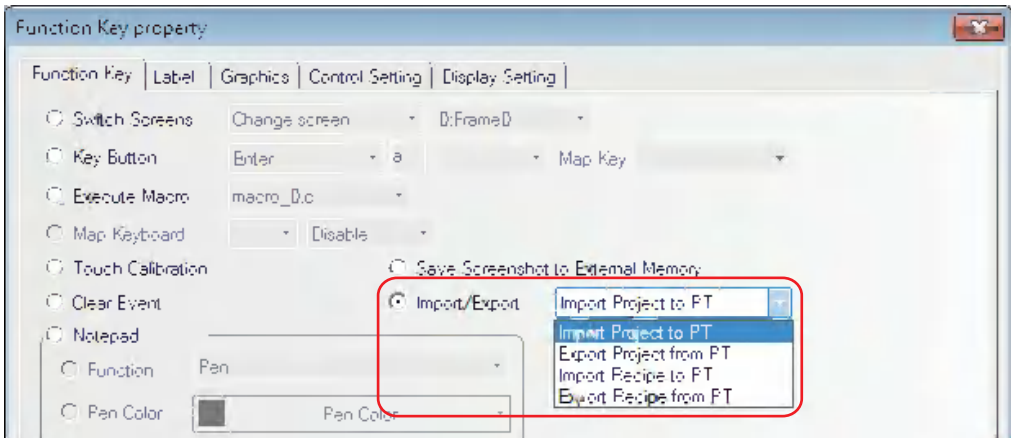 Function Key property
Function Key Label Graphics Control Setting Display Setting
Switch Screens Change screen 0:Frame0
Key Button Enter a Map Key
Execute Macro macro_0.c
Map Keyboard Disable
Touch Calibration Save Screenshot to External Memory
Clear Event Import/Export Import Project to PT
Notepad Import Project to PT
Export Project from PT
Function Pen Import Recipe to PT
Export Recipe from PT
Pen Color Pen Color